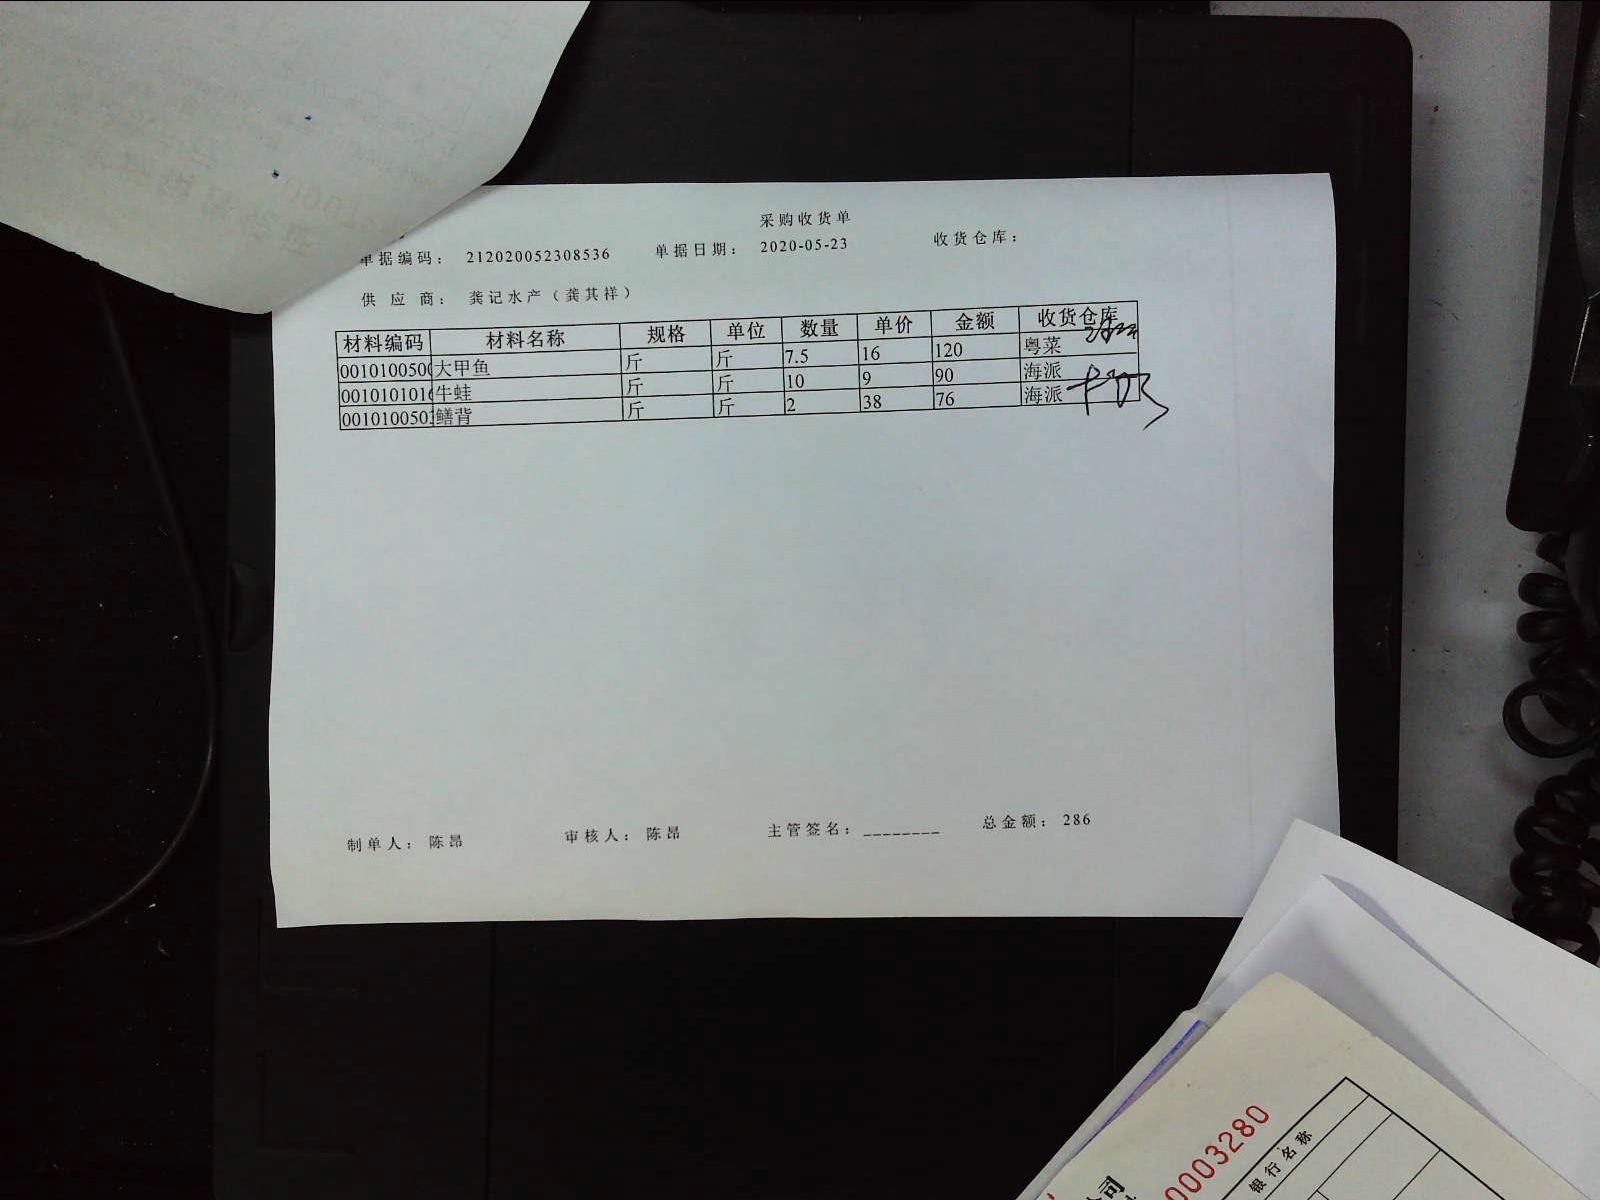 采购收货单
单据编码： 212020052308536 单据日期： 2020-05-23 收货仓库：
供 应 商： 龚记水产（龚其祥）
材料编码 材料名称 规格 单位 数量 单价 金额 收货仓库
0010100500 大甲鱼 斤 斤 7.5 16 120 粤菜
001010101 牛蛙 斤 斤 10 9 90 海派
001010050 鳝背 斤 斤 2 38 76 海派
制单人： 陈昂 审核人： 陈昂 主管签名：________ 总金额： 286
0003280
银行名称
公司